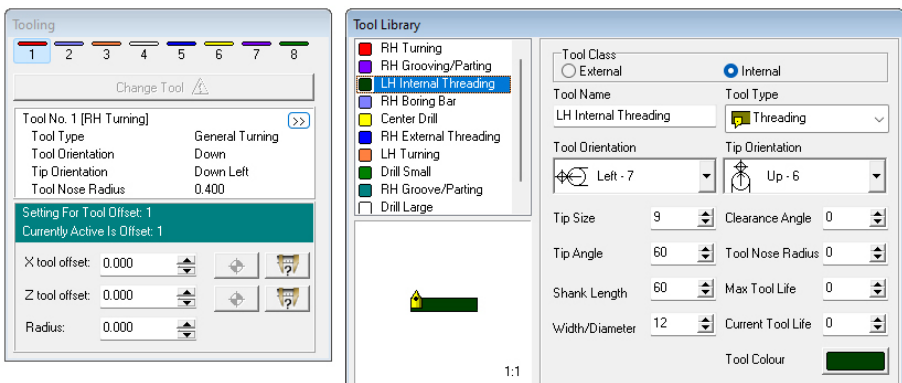 Tooling
1 2 3 4 5 6 7 8
Change Tool
Tool No. 1 [RH Turning]
Tool Type General Turning
Tool Orientation Down
Tip Orientation Down Left
Tool Nose Radius 0.400
Setting For Tool Offset: 1
Currently Active Is Offset: 1
X tool offset: 0.000
Z tool offset: 0.000
Radius: 0.000
Tool Library
RH Turning
RH Grooving/Parting
LH Internal Threading
RH Boring Bar
Center Drill
RH External Threading
LH Turning
Drill Small
RH Groove/Parting
Drill Large
1:1
Tool Class
External Internal
Tool Name Tool Type
LH Internal Threading Threading
Tool Orientation Tip Orientation
Left - 7 Up - 6
Tip Size 9 Clearance Angle 0
Tip Angle 60 Tool Nose Radius 0
Shank Length 60 Max Tool Life 0
Width/Diameter 12 Current Tool Life 0
Tool Colour